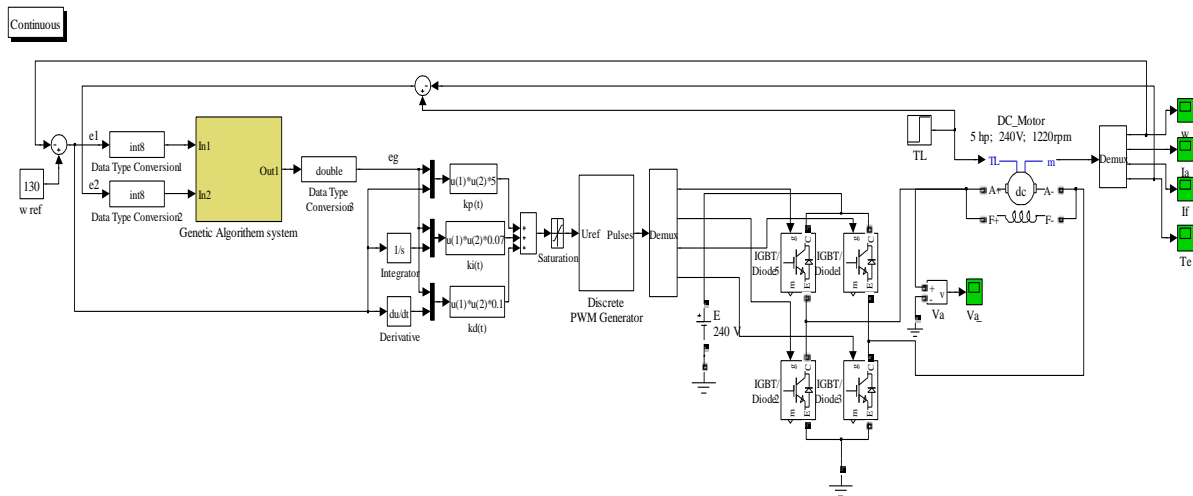 Continuous
e1
int8
Data Type Conversion1
e2
int8
Data Type Conversion2
130
w ref
In1
In2
Out1
Genetic Algorithem system
double
Data Type
Conversion3
eg
u(1)*u(2)*5
kp(t)
u(1)*u(2)*0.07
ki(t)
u(1)*u(2)*0.1
kd(t)
1/s
Integrator
du/dt
Derivative
Saturation
Uref
Pulses
Discrete
PWM Generator
Demux
E
240 V
g
C
IGBT/
Diode5
m
E
g
C
IGBT/
Diode1
m
E
g
C
IGBT/
Diode2
m
E
g
C
IGBT/
Diode3
m
E
TL
DC_Motor
5 hp; 240V; 1220rpm
TL
m
A+
dc
A-
F+
F-
Demux
w
Ia
If
Te
+
-
v
Va
Va_